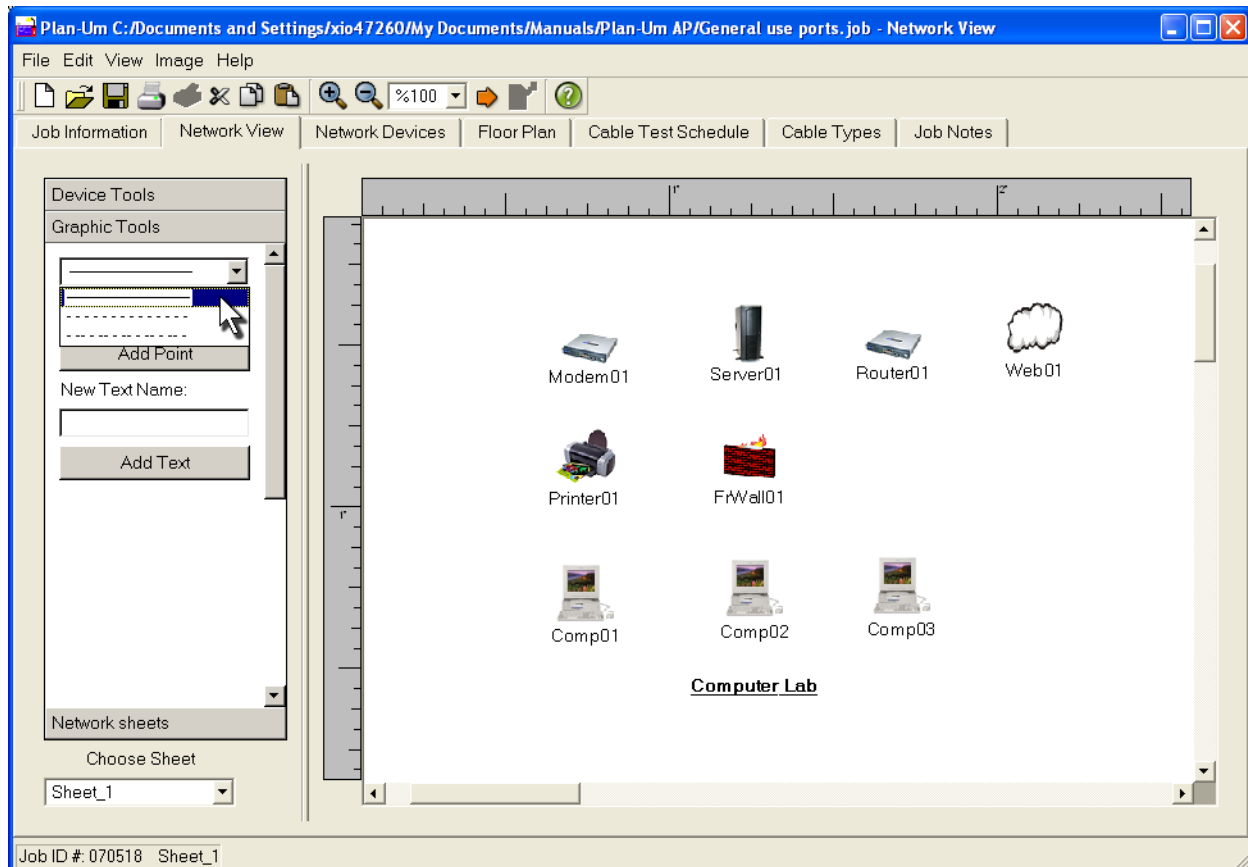 Plan-Um C:/Documents and Settings/xio47260/My Documents/Manuals/Plan-Um AP/General use ports.job - Network View
File Edit View Image Help
%100
Job Information Network View Network Devices Floor Plan Cable Test Schedule Cable Types Job Notes
Device Tools
Graphic Tools
Add Point
New Text Name:
Add Text
Network sheets
Choose Sheet
Sheet_1
1"
2"
1"
Modem01 Server01 Router01 Web01
Printer01 FrWall01
Comp01 Comp02 Comp03
Computer Lab
Job ID #: 070518 Sheet_1